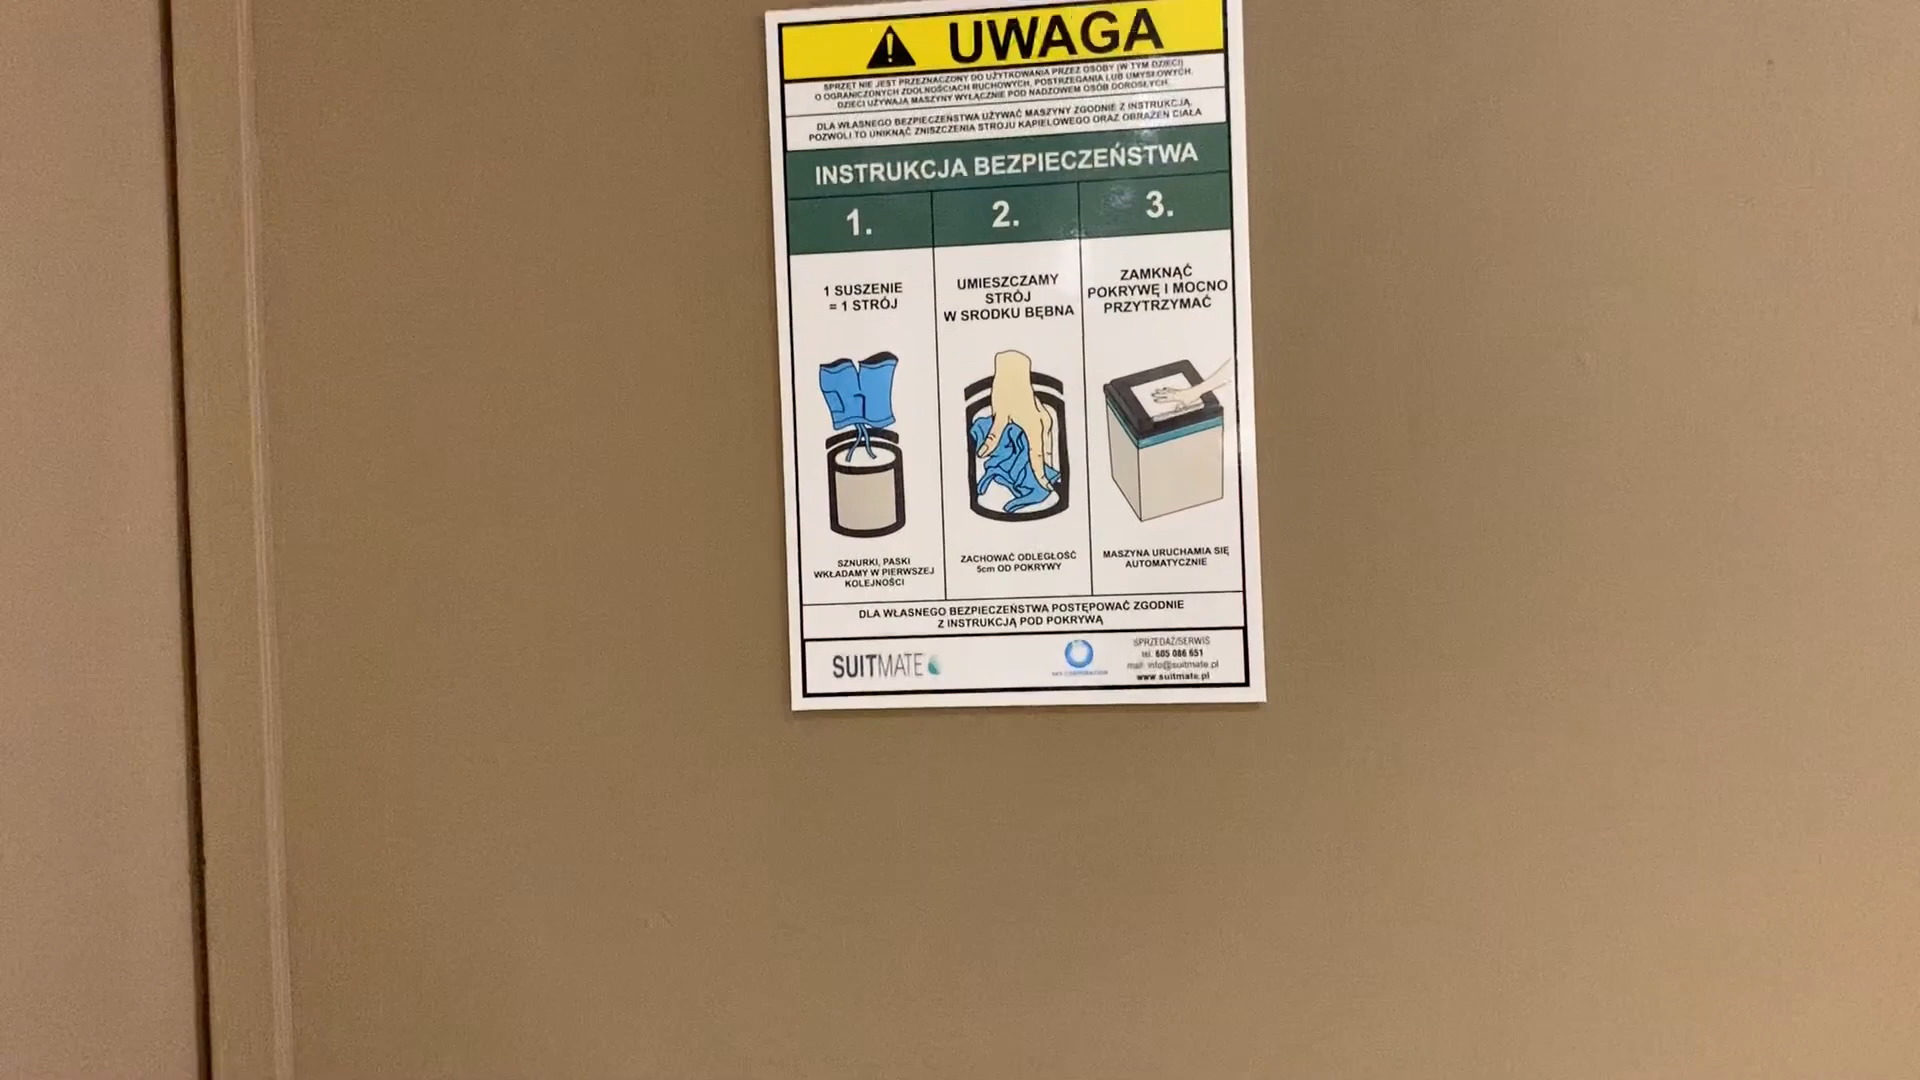 UWAGA
SPRZĘT NIE JEST PRZEZNACZONY DO UŻYTKOWANIA PRZEZ OSOBY (W TYM DZIECI)
O OGRANICZONYCH ZDOLNOŚCIACH RUCHOWYCH, POSTRZEGANIA LUB UMYSŁOWYCH.
DZIECI UŻYWAJĄ MASZYNY WYŁĄCZNIE POD NADZOWEM OSÓB DOROSŁYCH.
DLA WŁASNEGO BEZPIECZEŃSTWA UŻYWAĆ MASZYNY ZGODNIE Z INSTRUKCJĄ.
POZWOLI TO UNIKNĄĆ ZNISZCZENIA STROJU KĄPIELOWEGO ORAZ OBRAŻEŃ CIAŁA
INSTRUKCJA BEZPIECZEŃSTWA
1.
2.
3.
1 SUSZENIE
= 1 STRÓJ
UMIESZCZAMY
STRÓJ
W SRODKU BĘBNA
ZAMKNĄĆ
POKRYWĘ I MOCNO
PRZYTRZYMAĆ
SZNURKI, PASKI
WKŁADAMY W PIERWSZEJ
KOLEJNOŚCI
ZACHOWAĆ ODLEGŁOŚĆ
5cm OD POKRYWY
MASZYNA URUCHAMIA SIĘ
AUTOMATYCZNIE
DLA WŁASNEGO BEZPIECZEŃSTWA POSTĘPOWAĆ ZGODNIE
Z INSTRUKCJĄ POD POKRYWĄ
SUITMATE
SPRZEDAŻ/SERWIS
tel. 605 086 651
mail: info@suitmate.pl
www.suitmate.pl